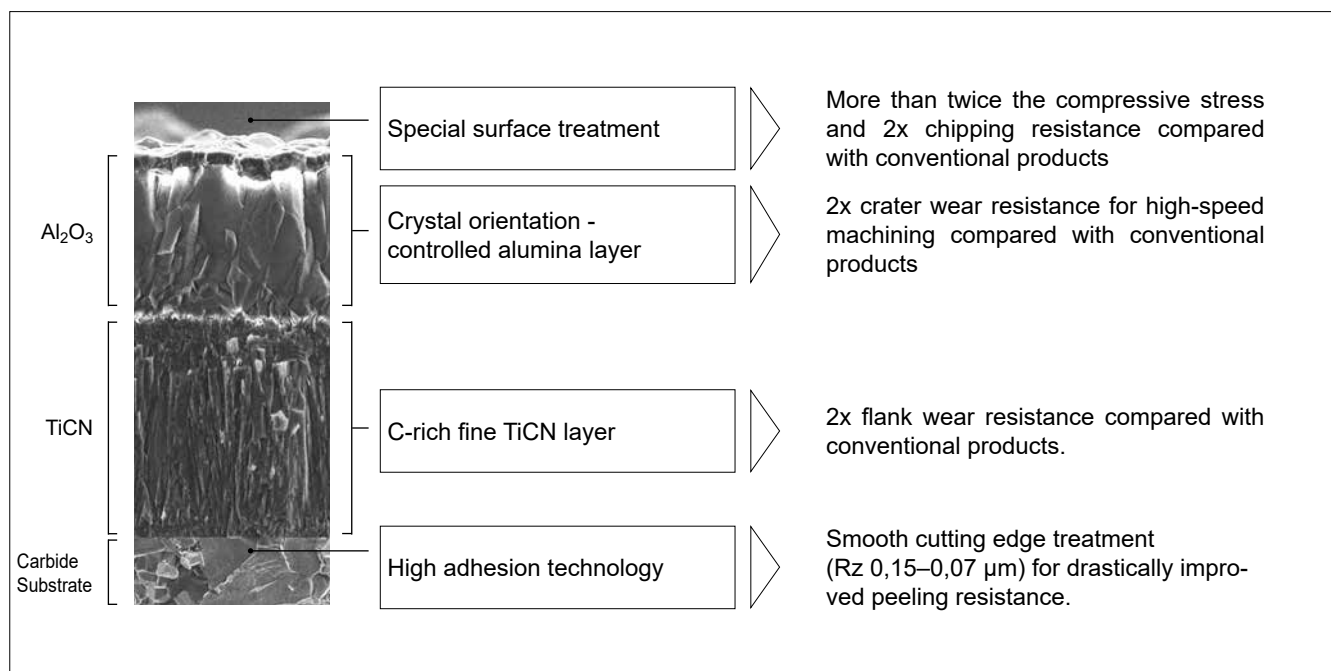 Special surface treatment
More than twice the compressive stress
and 2x chipping resistance compared
with conventional products
Al₂O₃
Crystal orientation -
controlled alumina layer
2x crater wear resistance for high-speed
machining compared with conventional
products
TiCN
C-rich fine TiCN layer
2x flank wear resistance compared with
conventional products.
Carbide
Substrate
High adhesion technology
Smooth cutting edge treatment
(Rz 0,15–0,07 µm) for drastically impro-
ved peeling resistance.